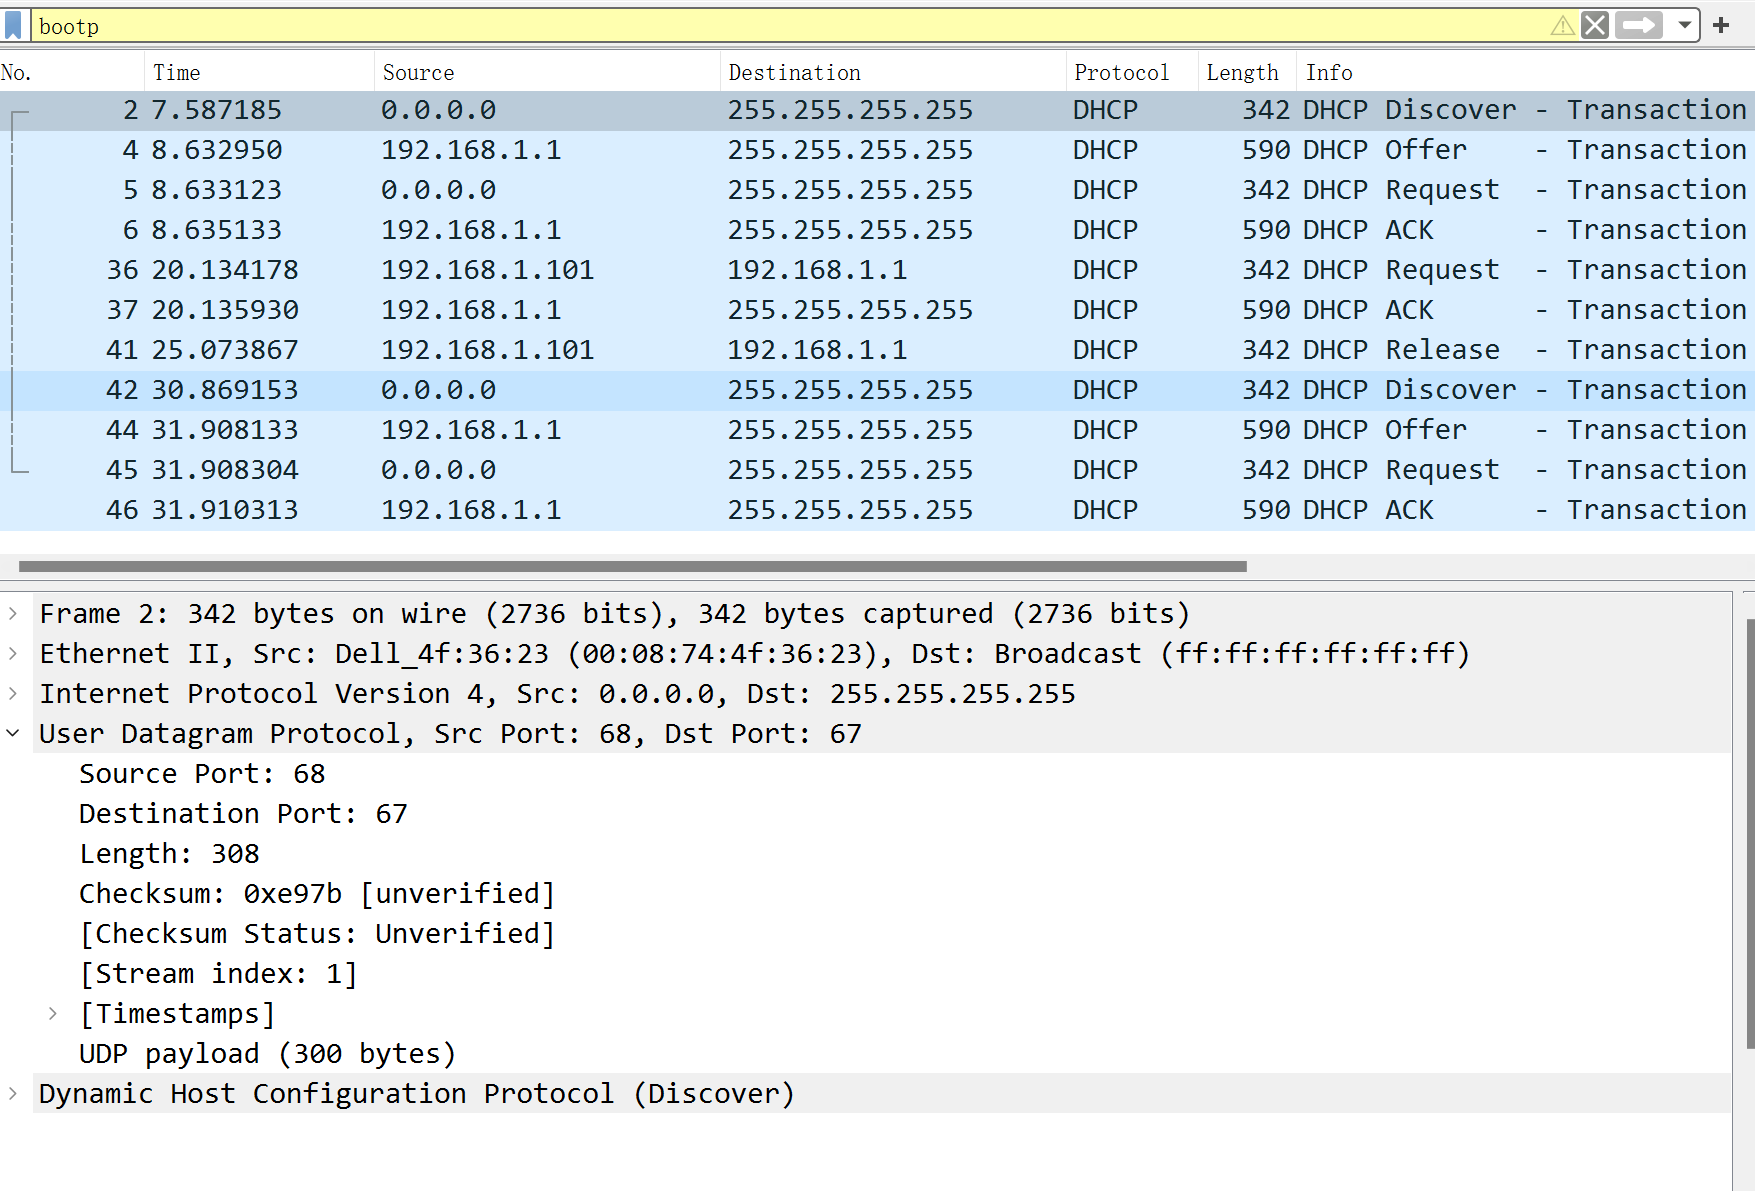 bootp
No. Time Source Destination Protocol Length Info
2 7.587185 0.0.0.0 255.255.255.255 DHCP 342 DHCP Discover - Transaction
4 8.632950 192.168.1.1 255.255.255.255 DHCP 590 DHCP Offer - Transaction
5 8.633123 0.0.0.0 255.255.255.255 DHCP 342 DHCP Request - Transaction
6 8.635133 192.168.1.1 255.255.255.255 DHCP 590 DHCP ACK - Transaction
36 20.134178 192.168.1.101 192.168.1.1 DHCP 342 DHCP Request - Transaction
37 20.135930 192.168.1.1 255.255.255.255 DHCP 590 DHCP ACK - Transaction
41 25.073867 192.168.1.101 192.168.1.1 DHCP 342 DHCP Release - Transaction
42 30.869153 0.0.0.0 255.255.255.255 DHCP 342 DHCP Discover - Transaction
44 31.908133 192.168.1.1 255.255.255.255 DHCP 590 DHCP Offer - Transaction
45 31.908304 0.0.0.0 255.255.255.255 DHCP 342 DHCP Request - Transaction
46 31.910313 192.168.1.1 255.255.255.255 DHCP 590 DHCP ACK - Transaction
Frame 2: 342 bytes on wire (2736 bits), 342 bytes captured (2736 bits)
Ethernet II, Src: Dell_4f:36:23 (00:08:74:4f:36:23), Dst: Broadcast (ff:ff:ff:ff:ff:ff)
Internet Protocol Version 4, Src: 0.0.0.0, Dst: 255.255.255.255
User Datagram Protocol, Src Port: 68, Dst Port: 67
Source Port: 68
Destination Port: 67
Length: 308
Checksum: 0xe97b [unverified]
[Checksum Status: Unverified]
[Stream index: 1]
[Timestamps]
UDP payload (300 bytes)
Dynamic Host Configuration Protocol (Discover)